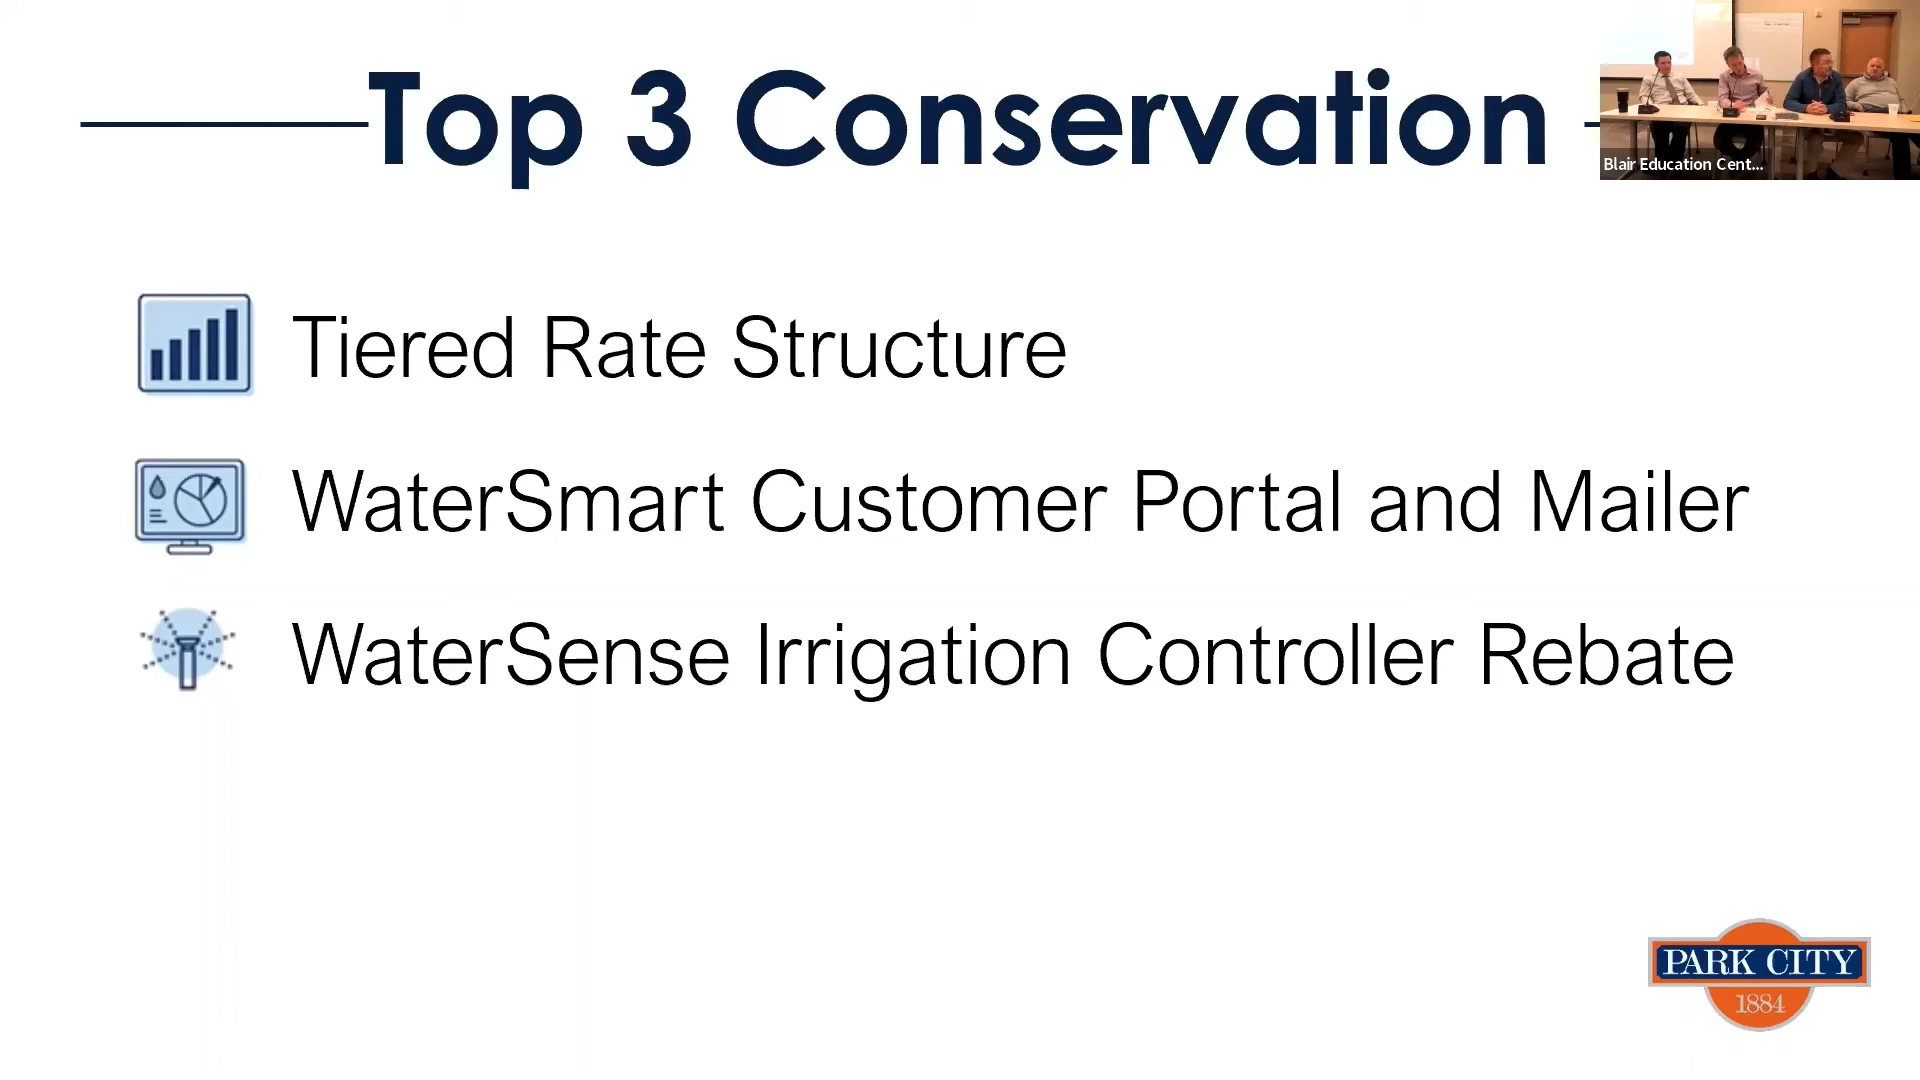 Top 3 Conservation
Blair Education Cent...
Tiered Rate Structure
WaterSmart Customer Portal and Mailer
WaterSense Irrigation Controller Rebate
PARK CITY
1884